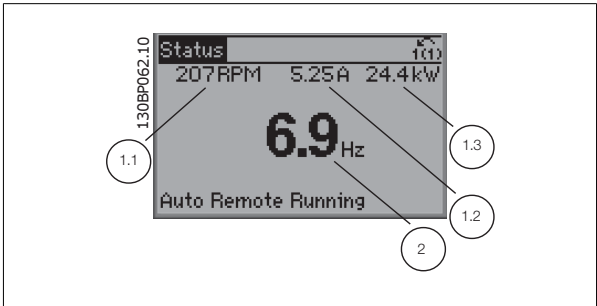 130BP062.10
Status
1(1)
207RPM 5.25A 24.4kW
6.9Hz
Auto Remote Running
1.1
1.3
1.2
2